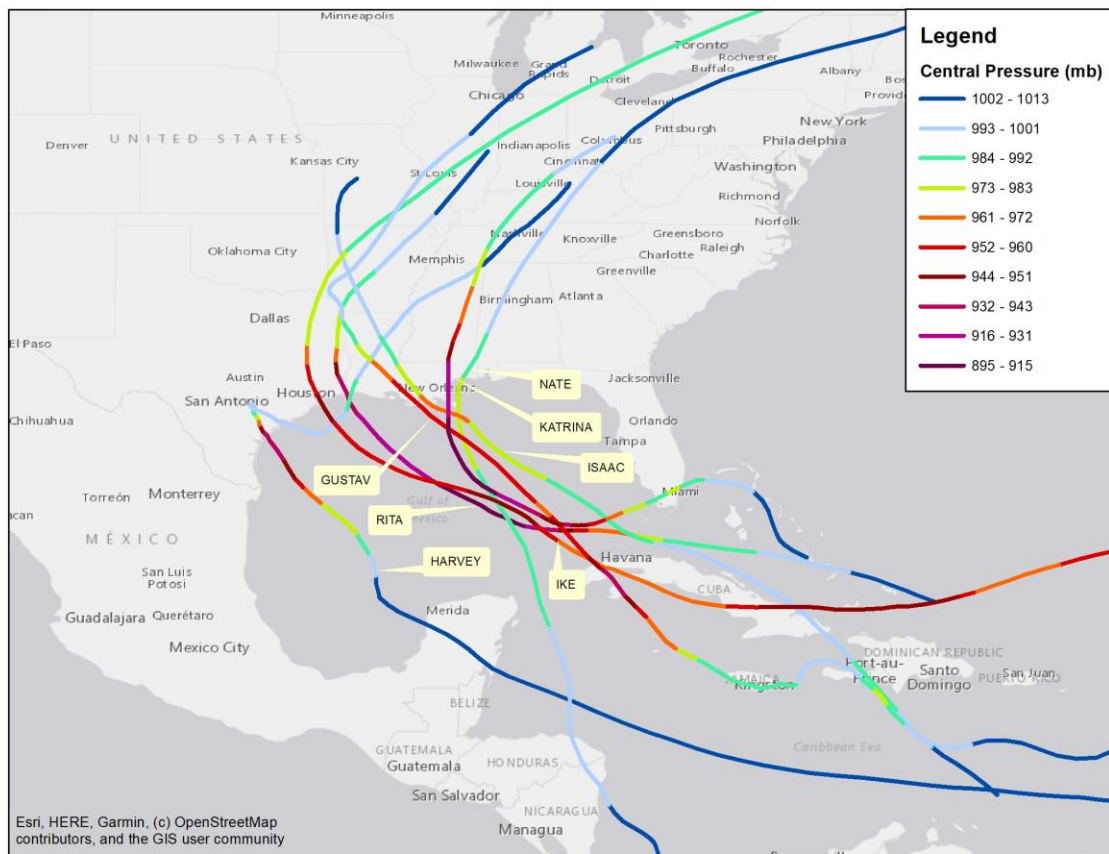 Legend
Central Pressure (mb)
1002 - 1013
993 - 1001
984 - 992
973 - 983
961 - 972
952 - 960
944 - 951
932 - 943
916 - 931
895 - 915
Minneapolis
Toronto
Rochester
Milwaukee
Grand
Rapids
Buffalo
Albany
Detroit
Chicago
Cleveland
New York
UNITED STATES
Denver
Pittsburgh
Columbus
Philadelphia
Indianapolis
Kansas City
Cincinnati
Washington
St Louis
Louisville
Richmond
Norfolk
Nashville
Greensboro
Oklahoma City
Knoxville
Raleigh
Memphis
Charlotte
Greenville
Birmingham
Atlanta
Dallas
El Paso
Austin
Houston
New Orleans
Jacksonville
NATE
San Antonio
Chihuahua
KATRINA
Orlando
Tampa
ISAAC
GUSTAV
Miami
Torreón
Monterrey
Gulf of
Mexico
RITA
MÉXICO
HARVEY
Havana
IKE
San Luis
Potosi
CUBA
Merida
Guadalajara
Querétaro
Mexico City
DOMINICAN REPUBLIC
Port-au-
Prince
Santo
Domingo
San Juan
PUERTO RICO
JAMAICA
Kingston
BELIZE
Caribbean Sea
GUATEMALA
Guatemala
HONDURAS
San Salvador
NICARAGUA
Managua
Esri, HERE, Garmin, (c) OpenStreetMap
contributors, and the GIS user community